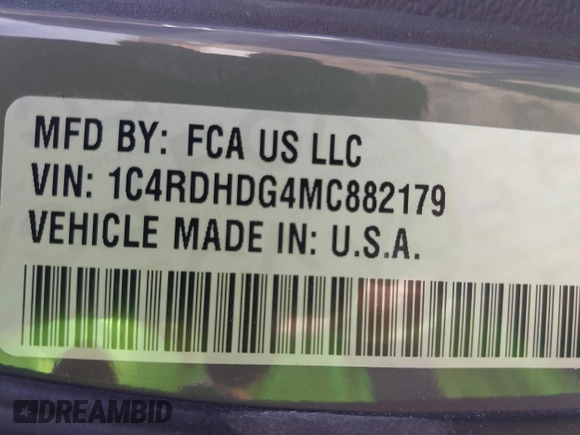 MFD BY: FCA US LLC
VIN: 1C4RDHDG4MC882179
VEHICLE MADE IN: U.S.A.
DREAMBID